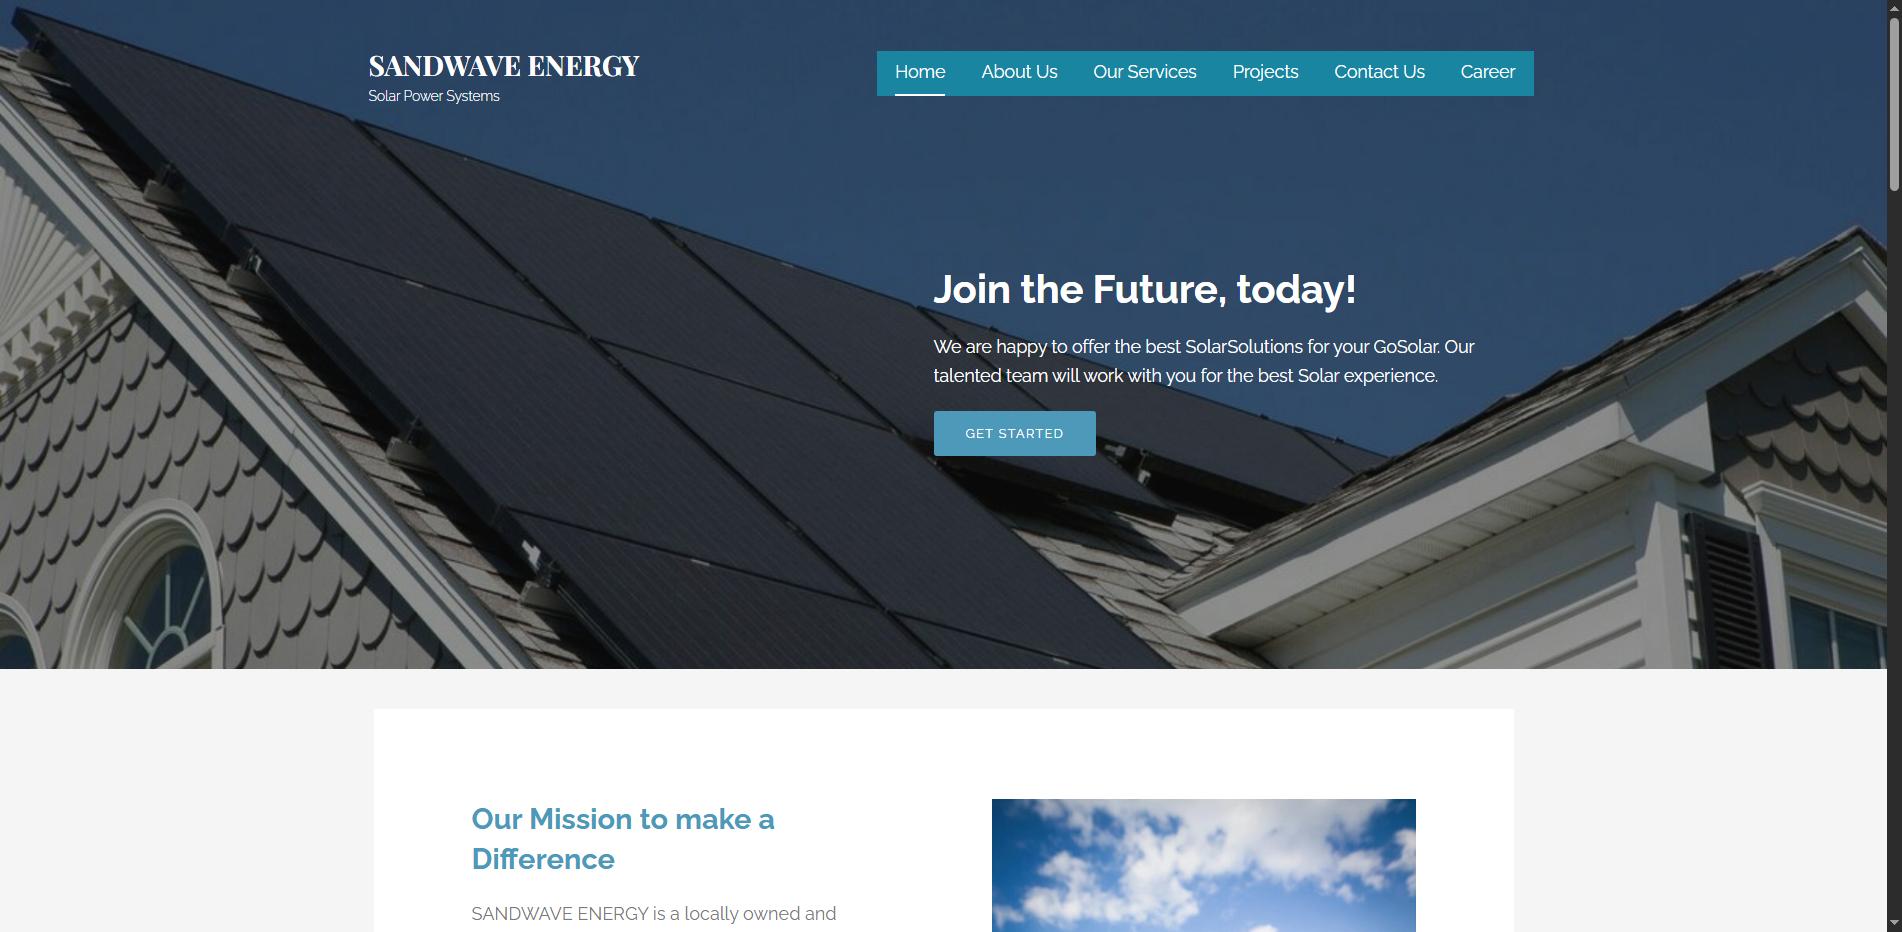 SANDWAVE ENERGY
Solar Power Systems
Home About Us Our Services Projects Contact Us Career
Join the Future, today!
We are happy to offer the best SolarSolutions for your GoSolar. Our
talented team will work with you for the best Solar experience.
GET STARTED
Our Mission to make a
Difference
SANDWAVE ENERGY is a locally owned and